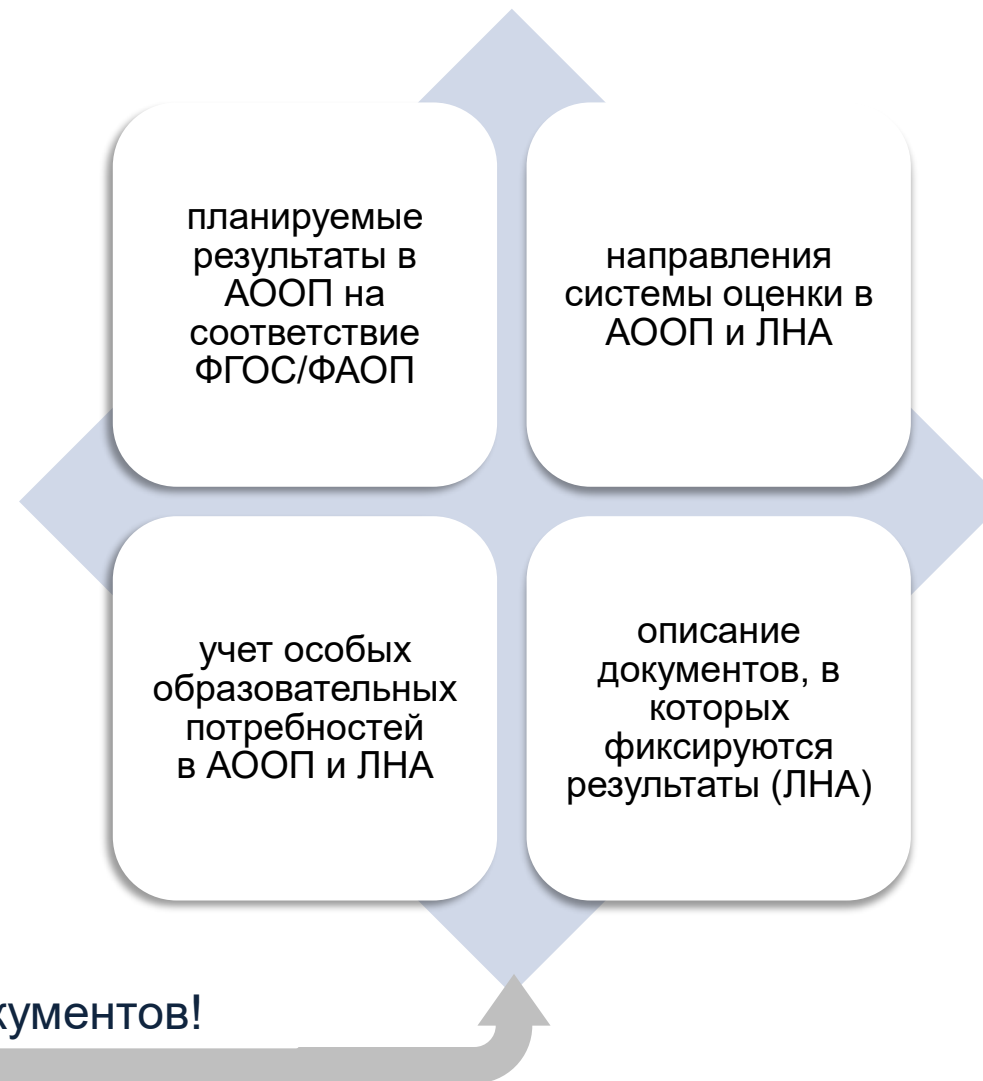 планируемые
результаты в
АООП на
соответствие
ФГОС/ФАОП
направления
системы оценки в
АООП и ЛНА
учет особых
образовательных
потребностей
в АООП и ЛНА
описание
документов, в
которых
фиксируются
результаты (ЛНА)
кументов!